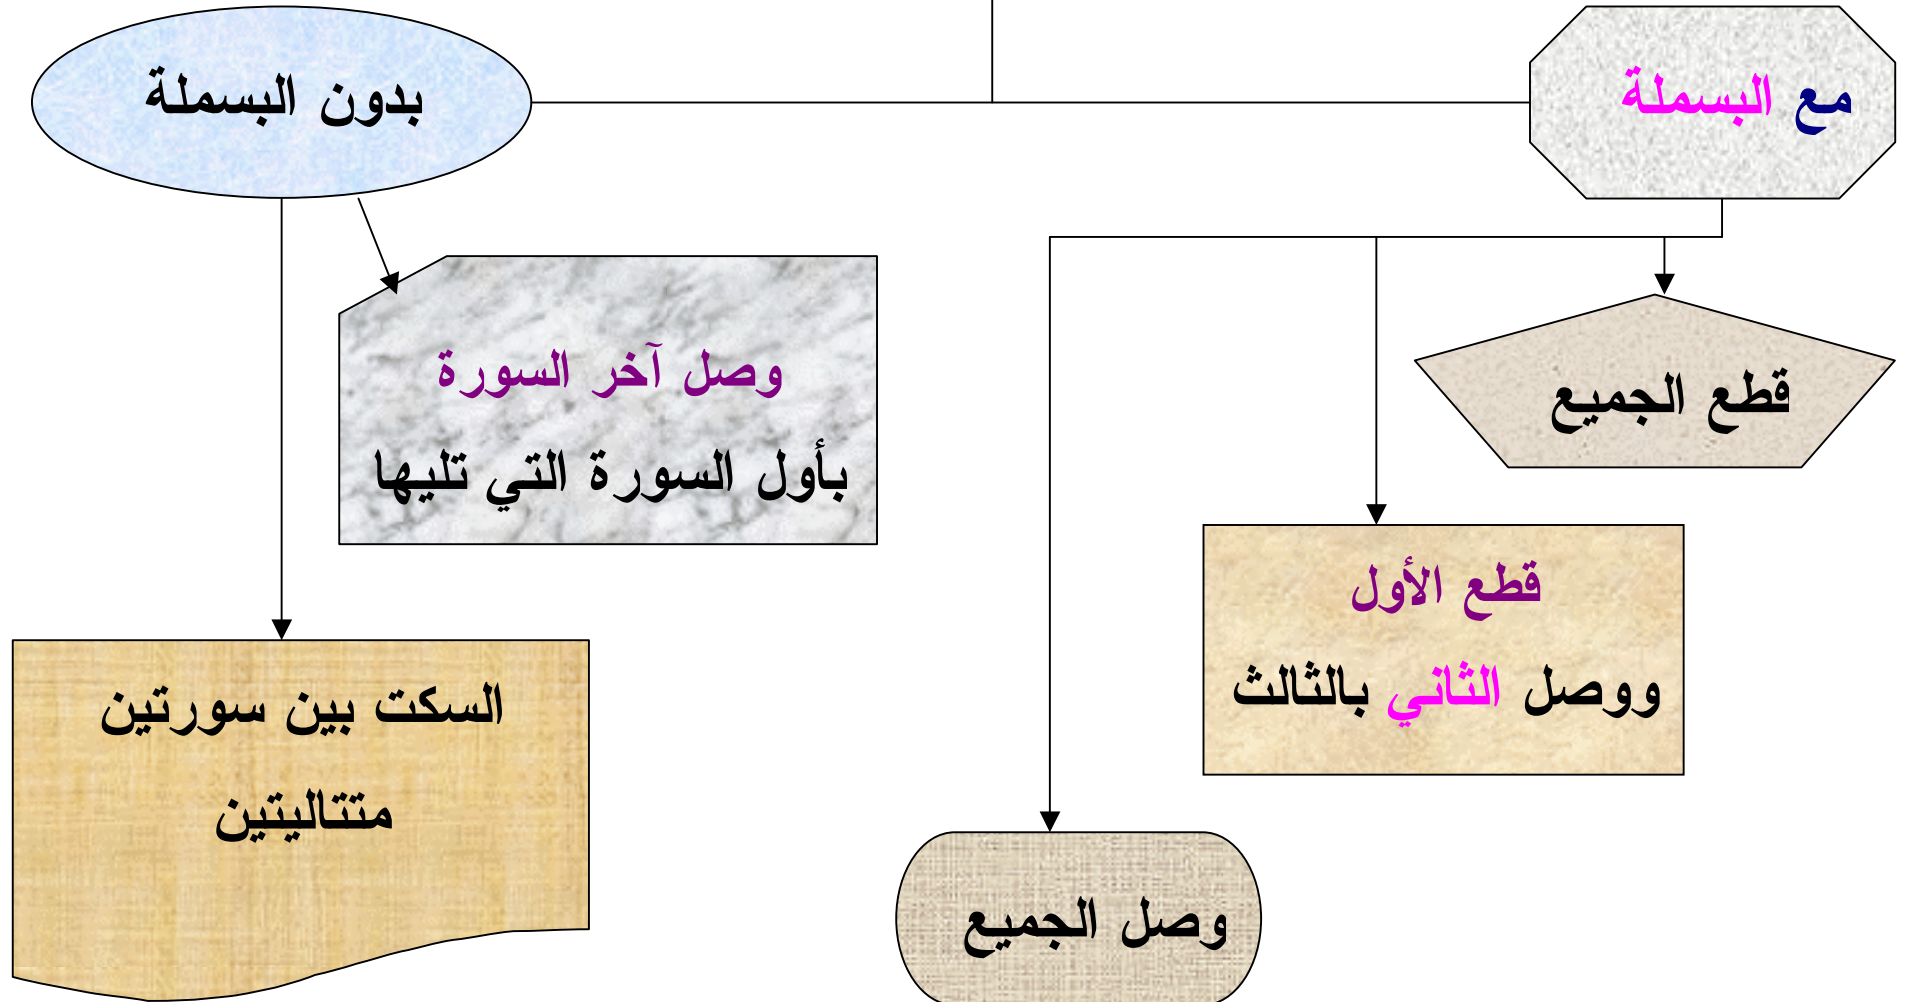 مع البسملة
بدون البسملة
قطع الجميع
قطع الأول
ووصل الثاني بالثالث
وصل الجميع
وصل آخر السورة
بأول السورة التي تليها
السكت بين سورتين
متتاليتين